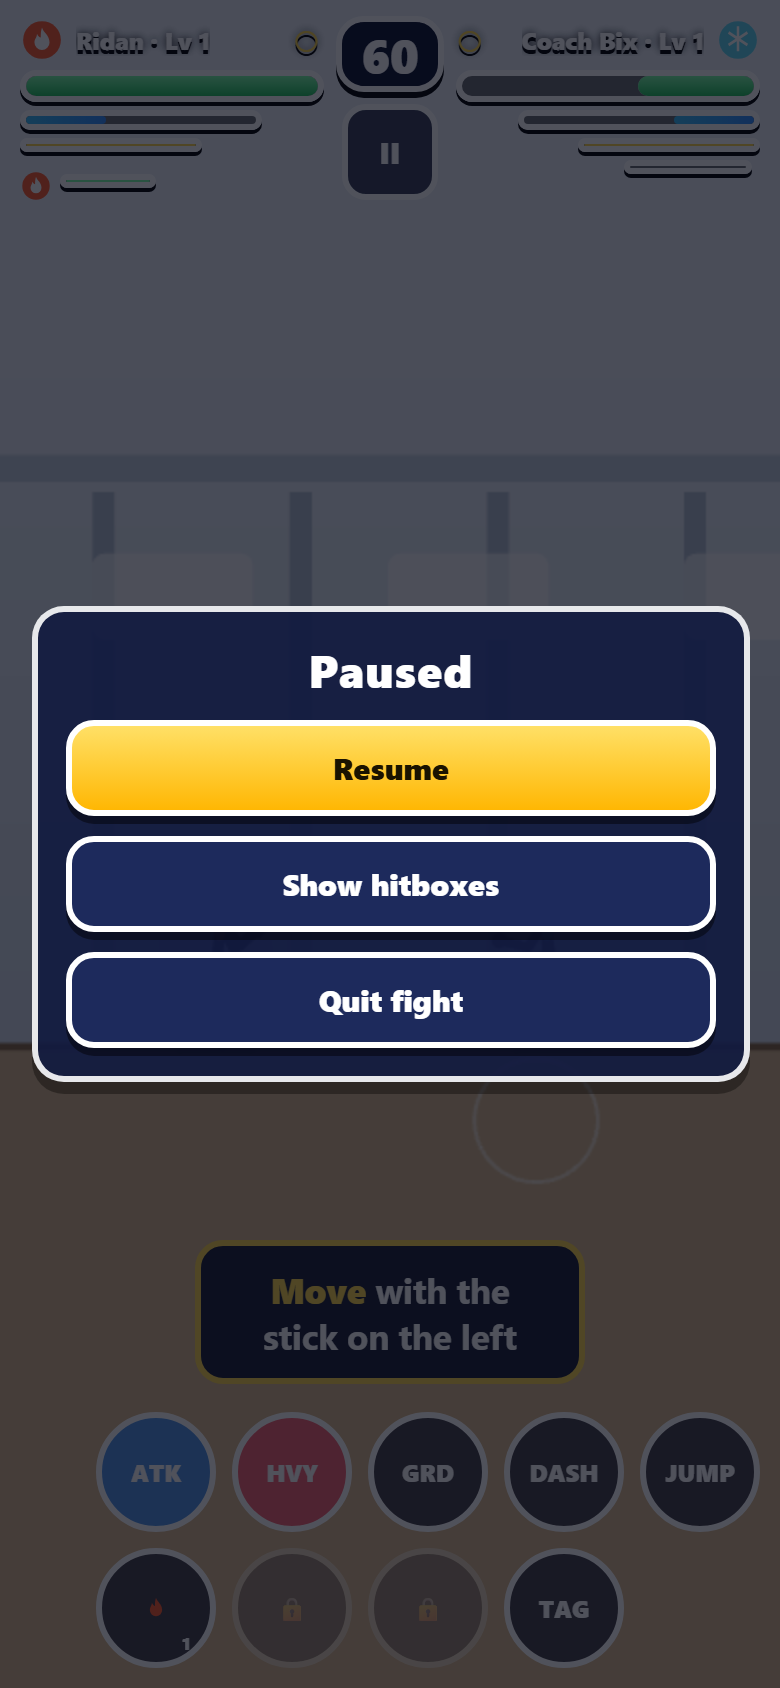 Ridan · Lv 1
60
Coach Bix · Lv 1
Paused
Resume
Show hitboxes
Quit fight
Move with the
stick on the left
ATK HVY GRD DASH JUMP
1 TAG